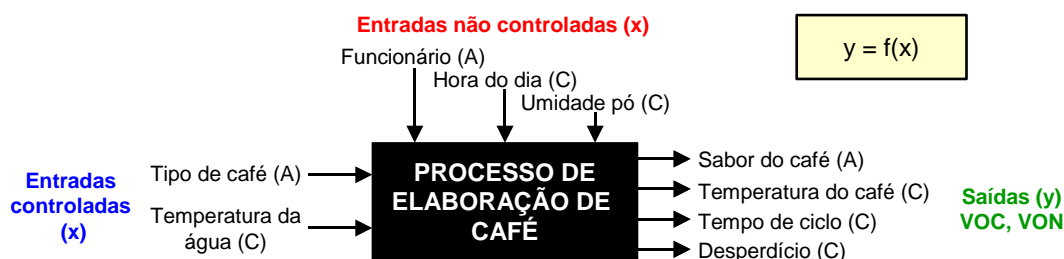 Entradas não controladas (x)
Funcionário (A)
Hora do dia (C)
Umidade pó (C)
y = f(x)
Entradas
controladas
(x)
Tipo de café (A)
Temperatura da
água (C)
PROCESSO DE
ELABORAÇÃO DE
CAFÉ
Sabor do café (A)
Temperatura do café (C)
Tempo de ciclo (C)
Desperdício (C)
Saídas (y)
VOC, VON